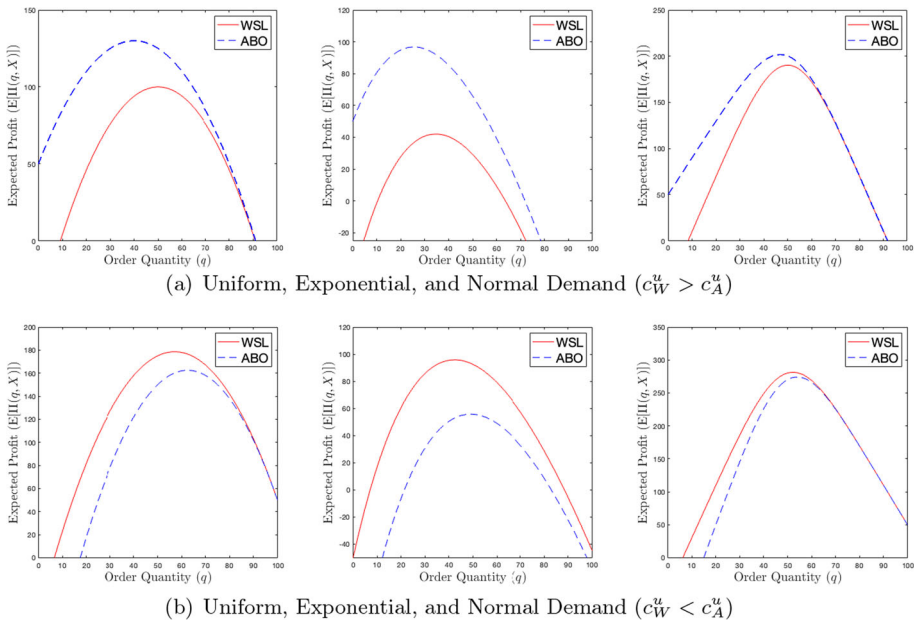 150
100
50
0
Expected Profit (E[Π(q, X)])
WSL
ABO
0 10 20 30 40 50 60 70 80 90 100
Order Quantity (q)
120
100
80
60
40
20
0
-20
Expected Profit (E[Π(q, X)])
WSL
ABO
0 10 20 30 40 50 60 70 80 90 100
Order Quantity (q)
250
200
150
100
50
0
Expected Profit (E[Π(q, X)])
WSL
ABO
0 10 20 30 40 50 60 70 80 90 100
Order Quantity (q)
(a) Uniform, Exponential, and Normal Demand (c_W^u > c_A^u)
200
180
160
140
120
100
80
60
40
20
0
Expected Profit (E[Π(q, X)])
WSL
ABO
0 10 20 30 40 50 60 70 80 90 100
Order Quantity (q)
120
100
80
60
40
20
0
-20
-40
Expected Profit (E[Π(q, X)])
WSL
ABO
0 10 20 30 40 50 60 70 80 90 100
Order Quantity (q)
350
300
250
200
150
100
50
0
Expected Profit (E[Π(q, X)])
WSL
ABO
0 10 20 30 40 50 60 70 80 90 100
Order Quantity (q)
(b) Uniform, Exponential, and Normal Demand (c_W^u < c_A^u)